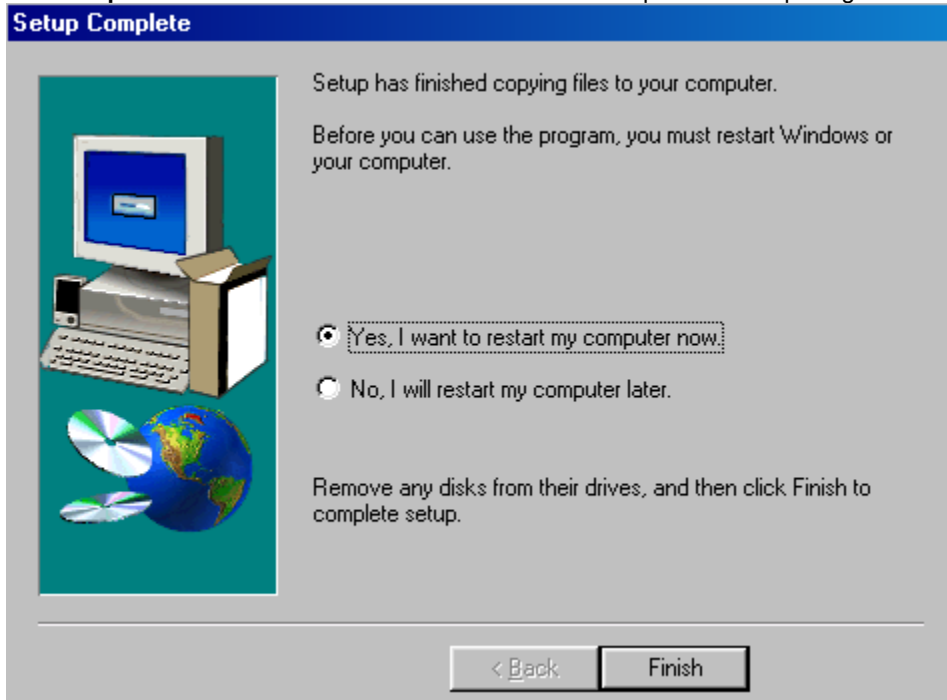 Setup Complete
Setup has finished copying files to your computer.
Before you can use the program, you must restart Windows or
your computer.
Yes, I want to restart my computer now.
No, I will restart my computer later.
Remove any disks from their drives, and then click Finish to
complete setup.
< Back
Finish